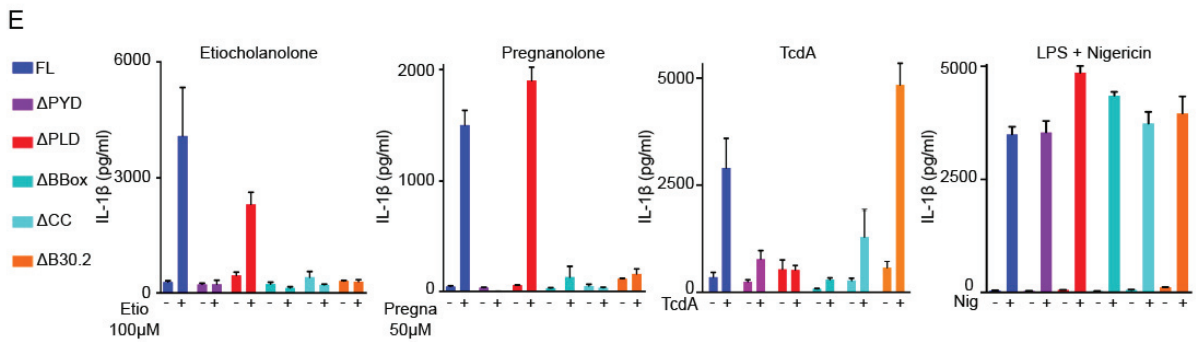 E
FL
ΔPYD
ΔPLD
ΔBBox
ΔCC
ΔB30.2
Etiocholanolone
IL-1β (pg/ml)
6000
3000
0
- + - + - + - + - + - +
Etio
100µM
Pregnanolone
IL-1β (pg/ml)
2000
1000
0
- + - + - + - + - + - +
Pregna
50µM
TcdA
IL-1β (pg/ml)
5000
2500
0
- + - + - + - + - + - +
TcdA
LPS + Nigericin
IL-1β (pg/ml)
5000
2500
0
- + - + - + - + - + - +
Nig